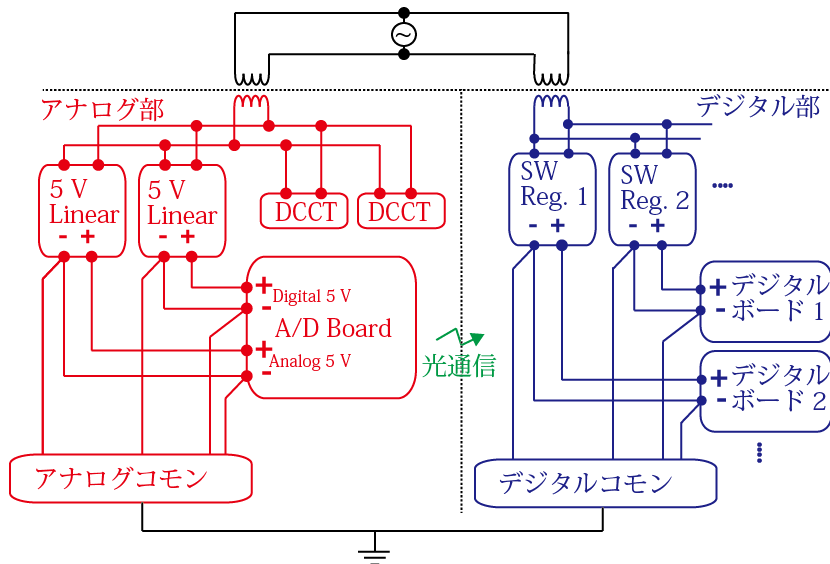 ~
アナログ部
デジタル部
5 V
Linear
- +
5 V
Linear
- +
DCCT
DCCT
SW
Reg. 1
- +
SW
Reg. 2
- +
....
+ Digital 5 V
-
A/D Board
+ Analog 5 V
-
光通信
+ デジタル
- ボード 1
+ デジタル
- ボード 2
アナログコモン
デジタルコモン